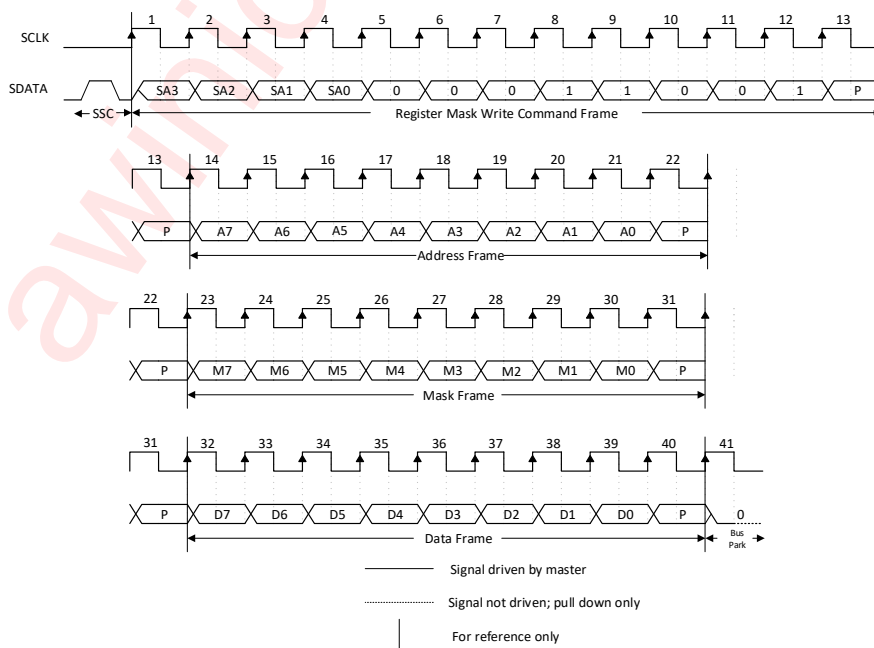 1 2 3 4 5 6 7 8 9 10 11 12 13
SCLK
SDATA SA3 SA2 SA1 SA0 0 0 0 1 1 0 0 1 P
SSC Register Mask Write Command Frame
13 14 15 16 17 18 19 20 21 22
P A7 A6 A5 A4 A3 A2 A1 A0 P
Address Frame
22 23 24 25 26 27 28 29 30 31
P M7 M6 M5 M4 M3 M2 M1 M0 P
Mask Frame
31 32 33 34 35 36 37 38 39 40 41
P D7 D6 D5 D4 D3 D2 D1 D0 P 0
Data Frame Bus
Park
Signal driven by master
Signal not driven; pull down only
For reference only
awinic